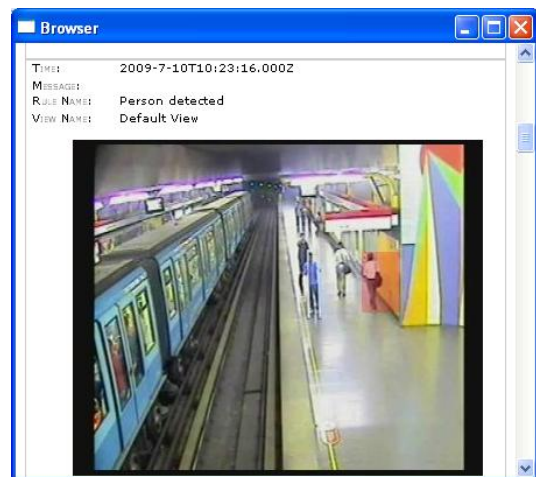 Browser
TIME: 2009-7-10T10:23:16.000Z
MESSAGE:
RULE NAME: Person detected
VIEW NAME: Default View